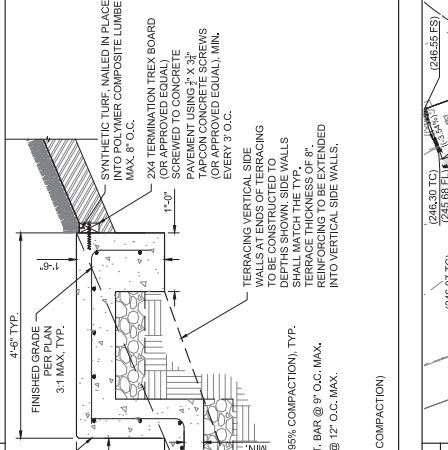 SYNTHETIC TURF, NAILED IN PLACE
INTO POLYMER COMPOSITE LUMBE
MAX. 8" O.C.
2X4 TERMINATION TREX BOARD
(OR APPROVED EQUAL)
SCREWED TO CONCRETE
PAVEMENT USING
TAPCON CONCRETE SCREWS
(OR APPROVED EQUAL), MIN.
EVERY 3' O.C.
1'-0"
4'-6" TYP.
1'-6"
FINISHED GRADE
PER PLAN
3:1 MAX, TYP.
TERRACING VERTICAL SIDE
WALLS AT ENDS OF TERRACING
TO BE CONSTRUCTED TO
DEPTHS SHOWN. SIDE WALLS
SHALL MATCH THE TYP.
TERRACE THICKNESS OF 8".
REINFORCING TO BE EXTENDED
INTO VERTICAL SIDE WALLS.
MIN.
95% COMPACTION), TYP.
T. BAR @ 9" O.C. MAX.
@ 12" O.C. MAX.
COMPACTION)
(246.55 FS)
(246.30 TC)
(245.68 FL)